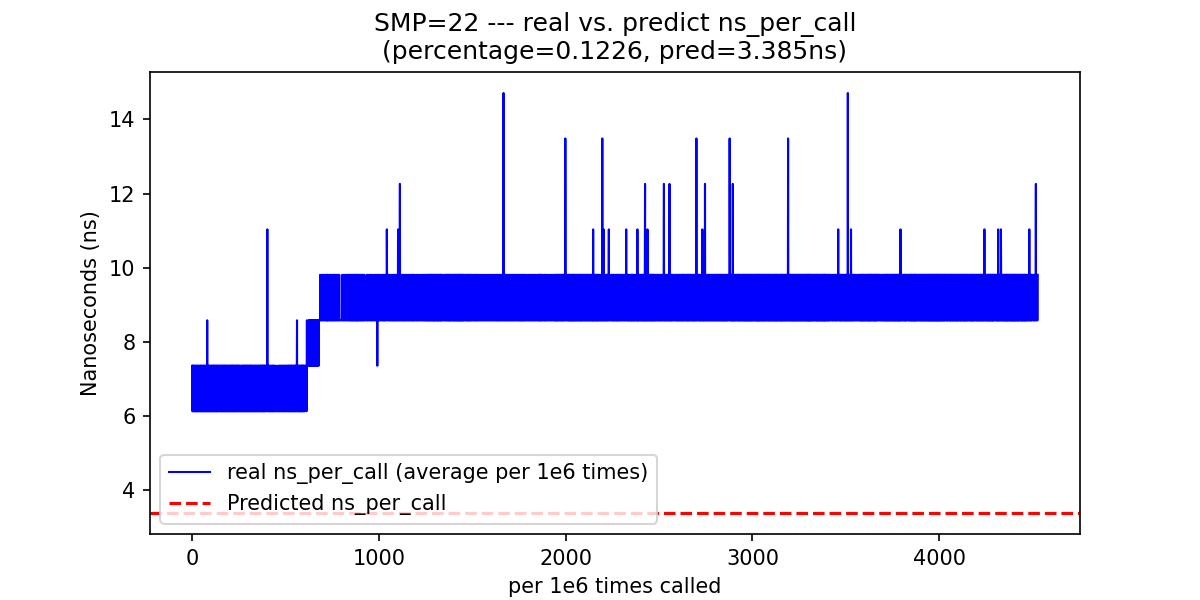 SMP=22 --- real vs. predict ns_per_call
(percentage=0.1226, pred=3.385ns)
Nanoseconds (ns)
14
12
10
8
6
4
real ns_per_call (average per 1e6 times)
Predicted ns_per_call
0 1000 2000 3000 4000
per 1e6 times called